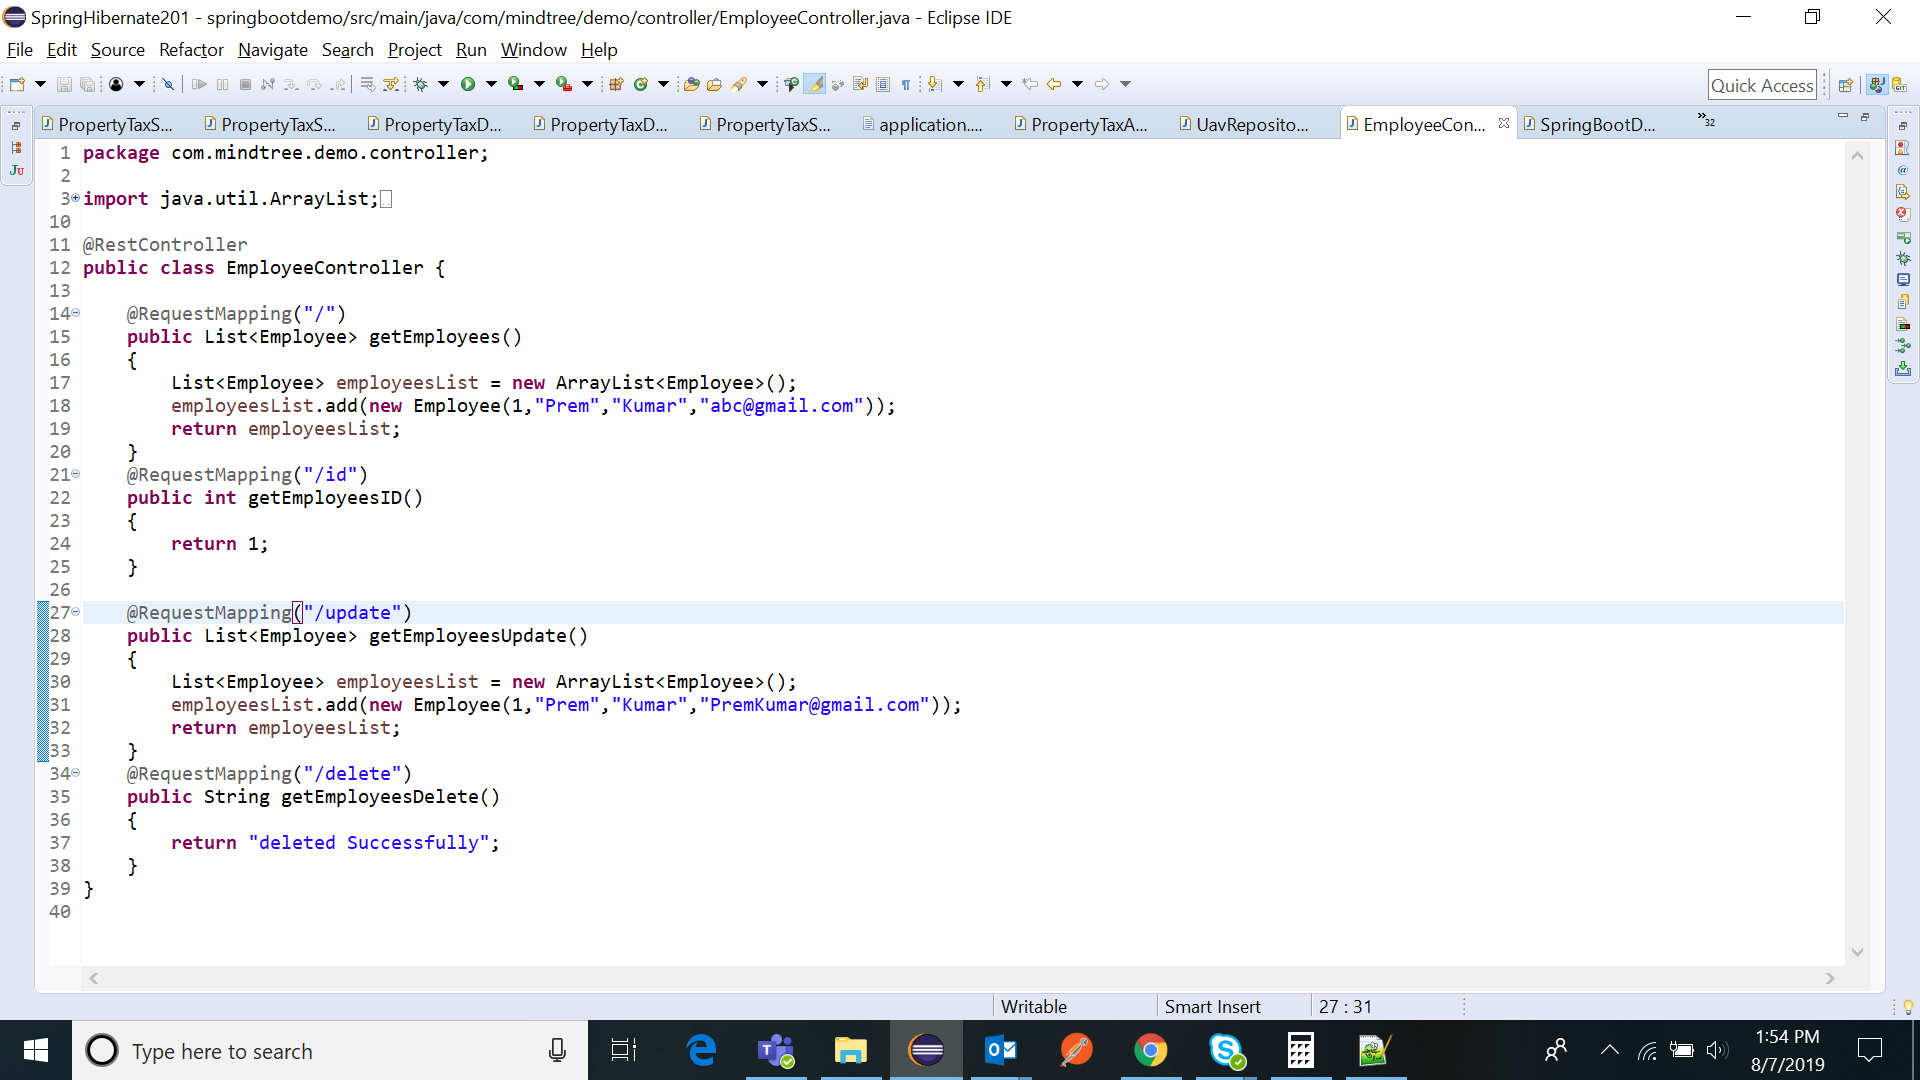 SpringHibernate201 - springbootdemo/src/main/java/com/mindtree/demo/controller/EmployeeController.java - Eclipse IDE
File Edit Source Refactor Navigate Search Project Run Window Help
Quick Access
PropertyTaxS... PropertyTaxS... PropertyTaxD... PropertyTaxD... PropertyTaxS... application.... PropertyTaxA... UavReposito... EmployeeCon... SpringBootD... »32
1 package com.mindtree.demo.controller;
2
3 import java.util.ArrayList;
10
11 @RestController
12 public class EmployeeController {
13
14 @RequestMapping("/")
15 public List<Employee> getEmployees()
16 {
17 List<Employee> employeesList = new ArrayList<Employee>();
18 employeesList.add(new Employee(1,"Prem","Kumar","abc@gmail.com"));
19 return employeesList;
20 }
21 @RequestMapping("/id")
22 public int getEmployeesID()
23 {
24 return 1;
25 }
26
27 @RequestMapping("/update")
28 public List<Employee> getEmployeesUpdate()
29 {
30 List<Employee> employeesList = new ArrayList<Employee>();
31 employeesList.add(new Employee(1,"Prem","Kumar","PremKumar@gmail.com"));
32 return employeesList;
33 }
34 @RequestMapping("/delete")
35 public String getEmployeesDelete()
36 {
37 return "deleted Successfully";
38 }
39 }
40
Writable Smart Insert 27 : 31
Type here to search
1:54 PM
8/7/2019